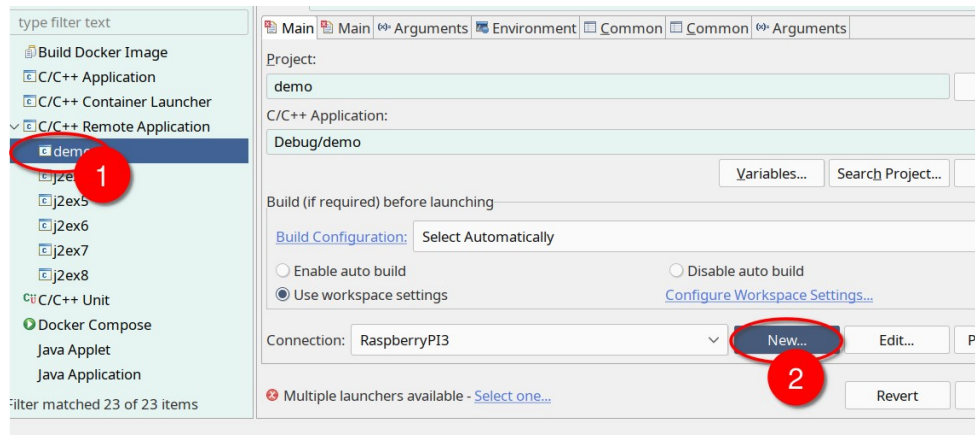 type filter text
Build Docker Image
C/C++ Application
C/C++ Container Launcher
C/C++ Remote Application
demo
1
j2ex5
j2ex6
j2ex7
j2ex8
C/C++ Unit
Docker Compose
Java Applet
Java Application
Filter matched 23 of 23 items
Main Main Arguments Environment Common Common Arguments
Project:
demo
C/C++ Application:
Debug/demo
Variables... Search Project...
Build (if required) before launching
Build Configuration: Select Automatically
Enable auto build Disable auto build
Use workspace settings Configure Workspace Settings...
Connection: RaspberryPI3 New... Edit... P
2
Multiple launchers available - Select one... Revert